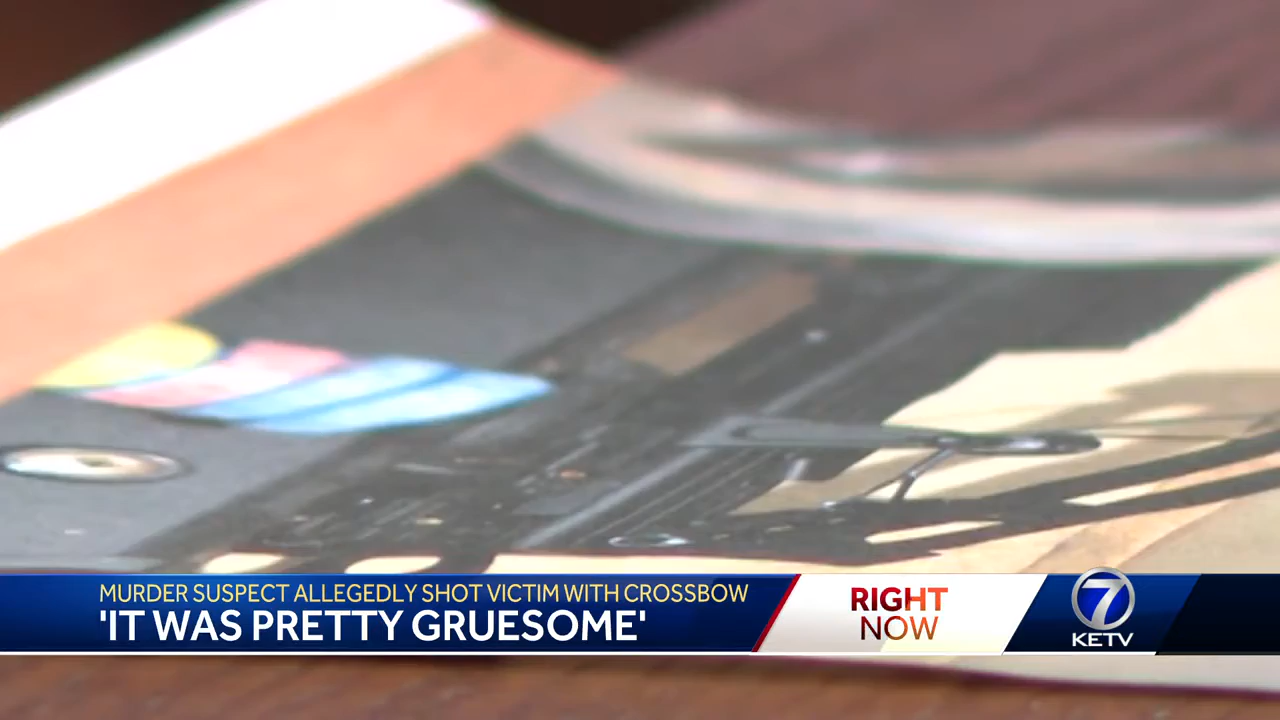 MURDER SUSPECT ALLEGEDLY SHOT VICTIM WITH CROSSBOW
'IT WAS PRETTY GRUESOME'
RIGHT
NOW
7
KETV